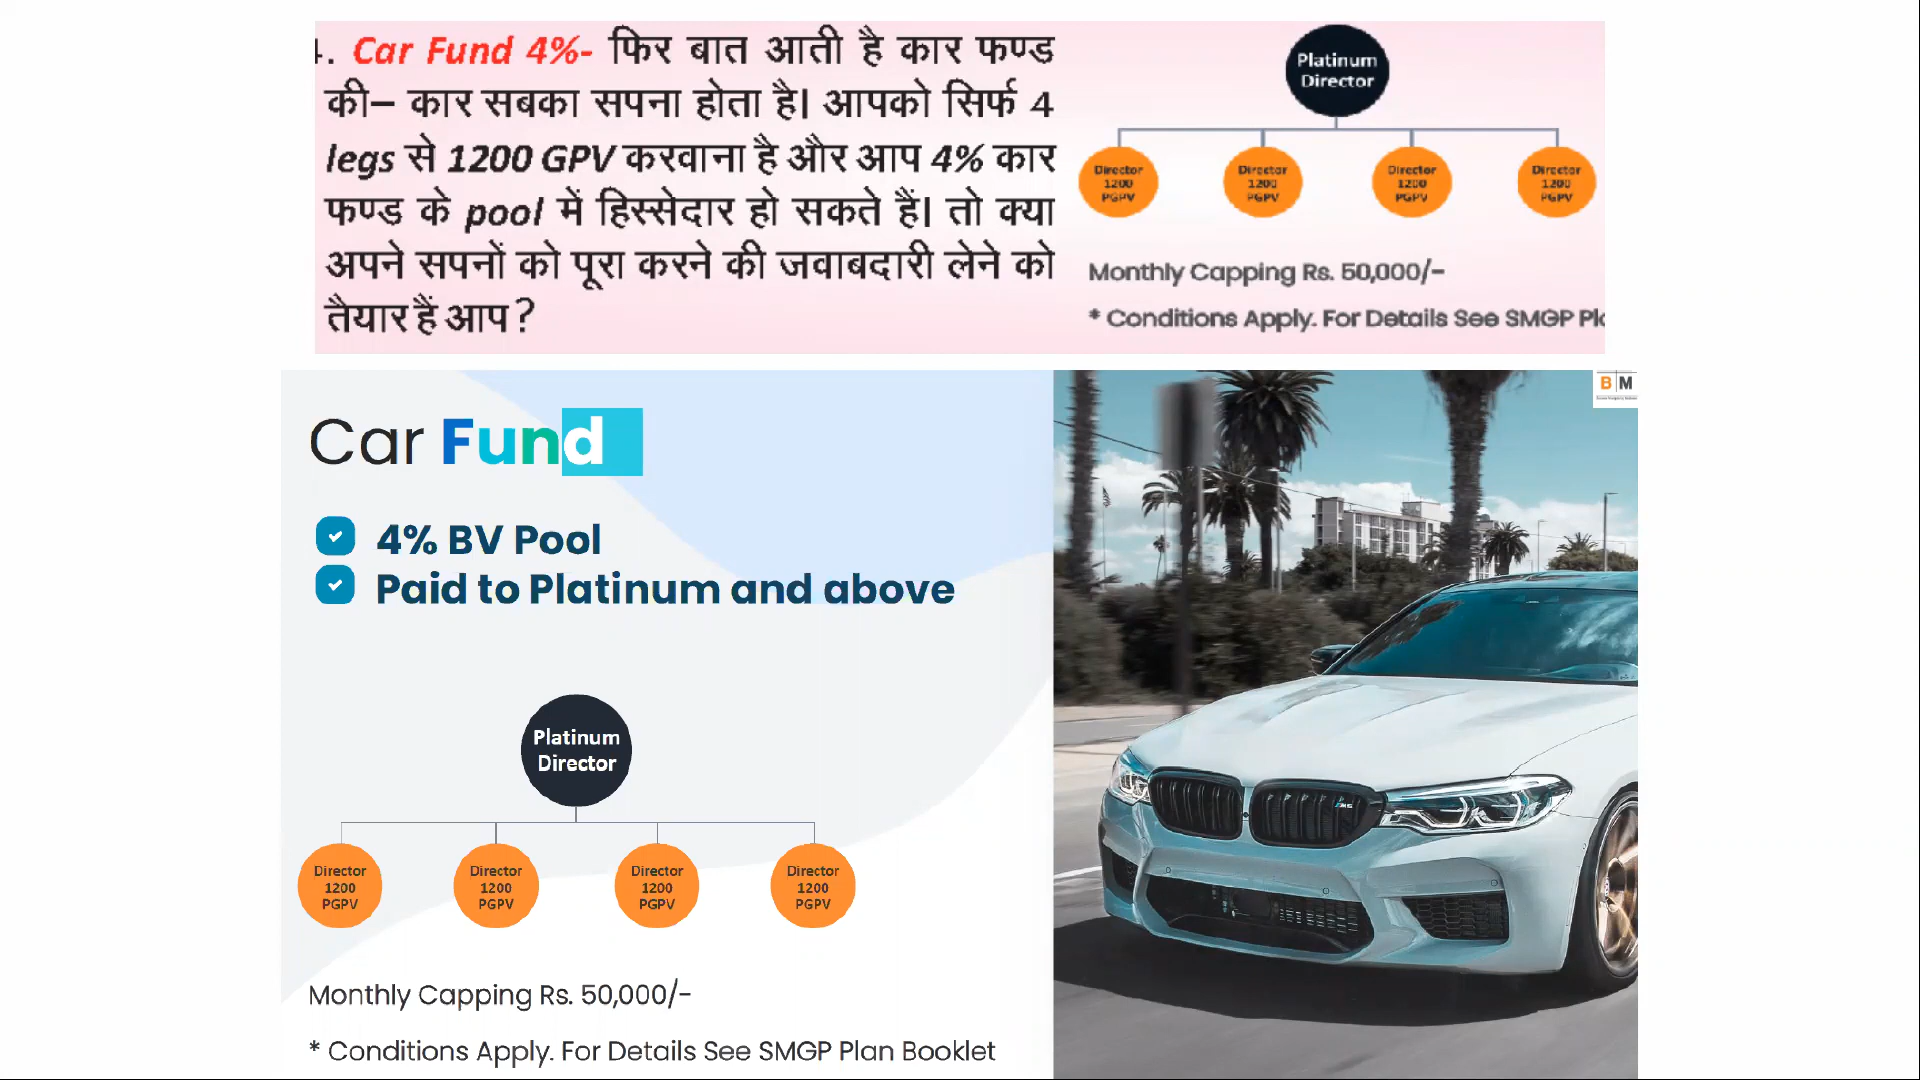 4. Car Fund 4%- फिर बात आती है कार फण्ड
की– कार सबका सपना होता है। आपको सिर्फ 4
legs से 1200 GPV करवाना है और आप 4% कार
फण्ड के pool में हिस्सेदार हो सकते हैं। तो क्या
अपने सपनों को पूरा करने की जवाबदारी लेने को
तैयार हैं आप?
Platinum
Director
Director
1200
PGPV
Director
1200
PGPV
Director
1200
PGPV
Director
1200
PGPV
Monthly Capping Rs. 50,000/-
* Conditions Apply. For Details See SMGP Pla
Car Fund
4% BV Pool
Paid to Platinum and above
Platinum
Director
Director
1200
PGPV
Director
1200
PGPV
Director
1200
PGPV
Director
1200
PGPV
Monthly Capping Rs. 50,000/-
* Conditions Apply. For Details See SMGP Plan Booklet
B|M